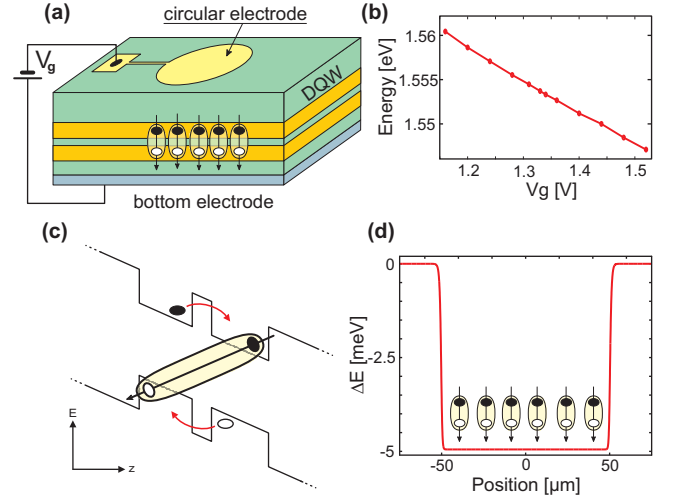 (a)
circular electrode
Vg
DQW
bottom electrode
(b)
Energy [eV]
1.56
1.555
1.55
1.2
1.3
1.4
1.5
Vg [V]
(c)
E
z
(d)
ΔE [meV]
0
-2.5
-5
-50
0
50
Position [µm]